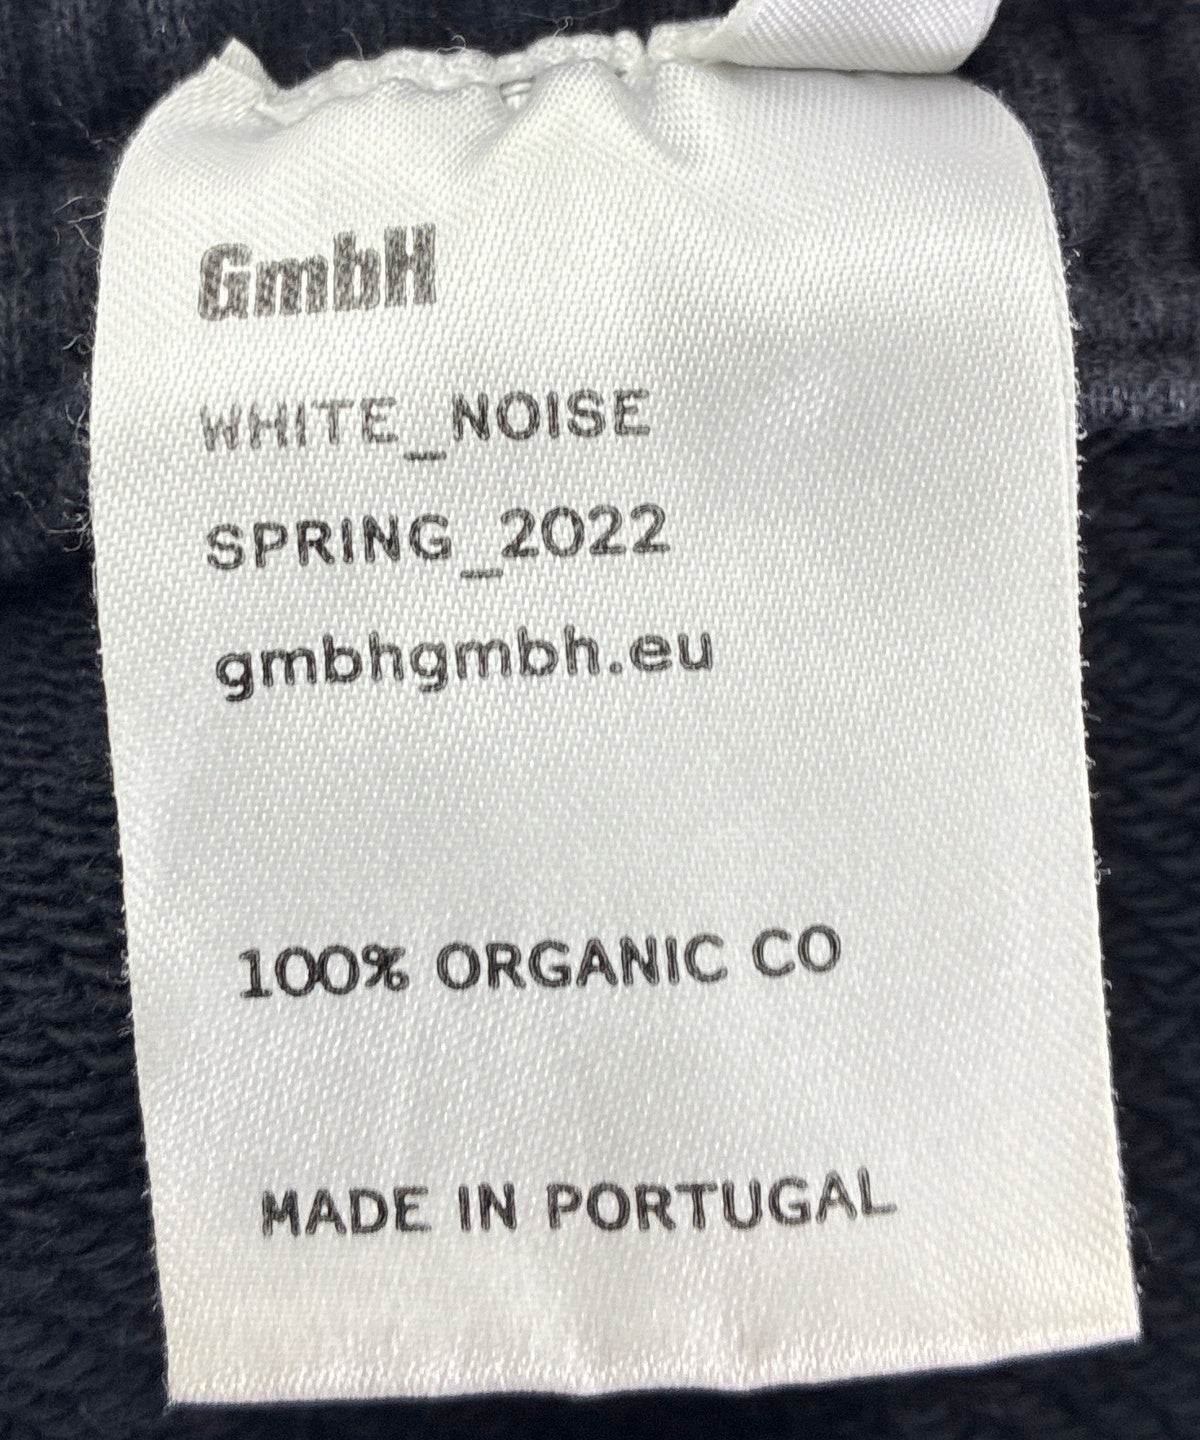 GmbH
WHITE_NOISE
SPRING_2022
gmbhgmbh.eu
100% ORGANIC CO
MADE IN PORTUGAL